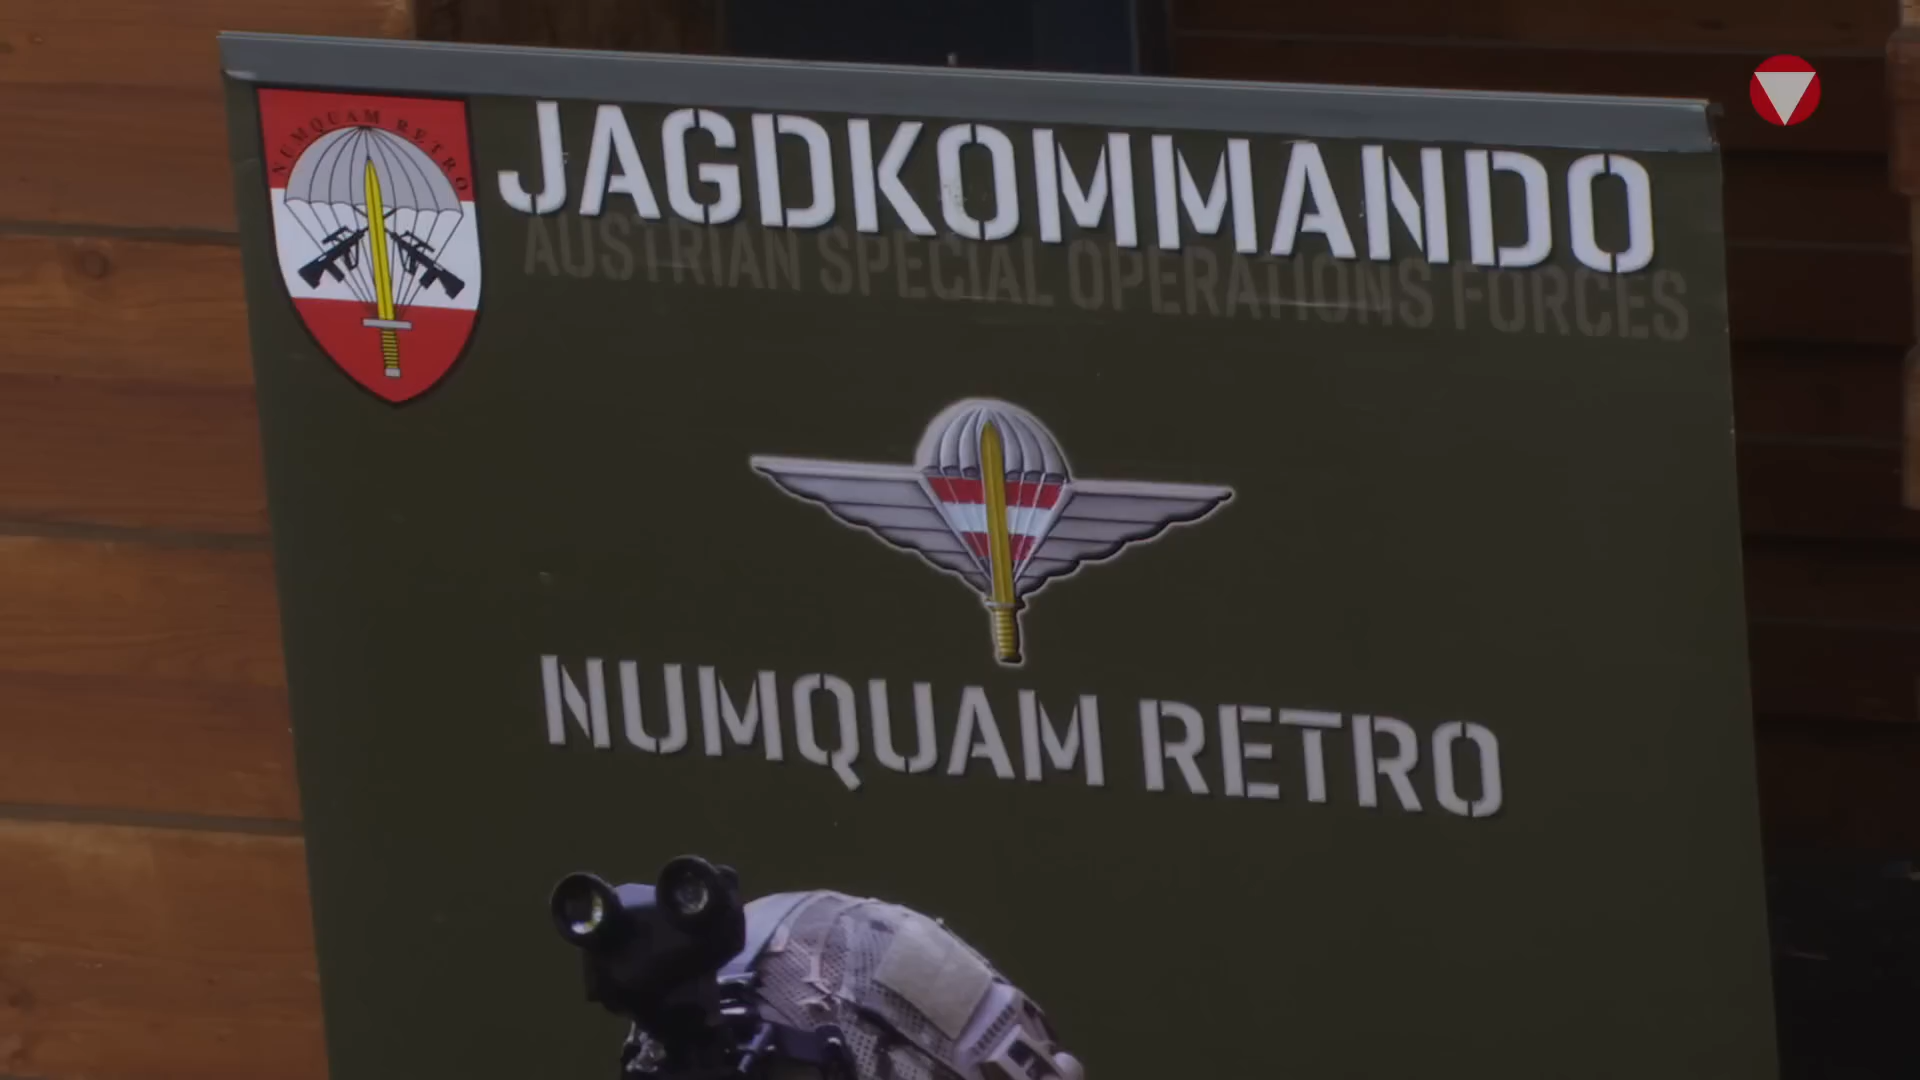 NUMQUAM RETRO
JAGDKOMMANDO
AUSTRIAN SPECIAL OPERATIONS FORCES
NUMQUAM RETRO